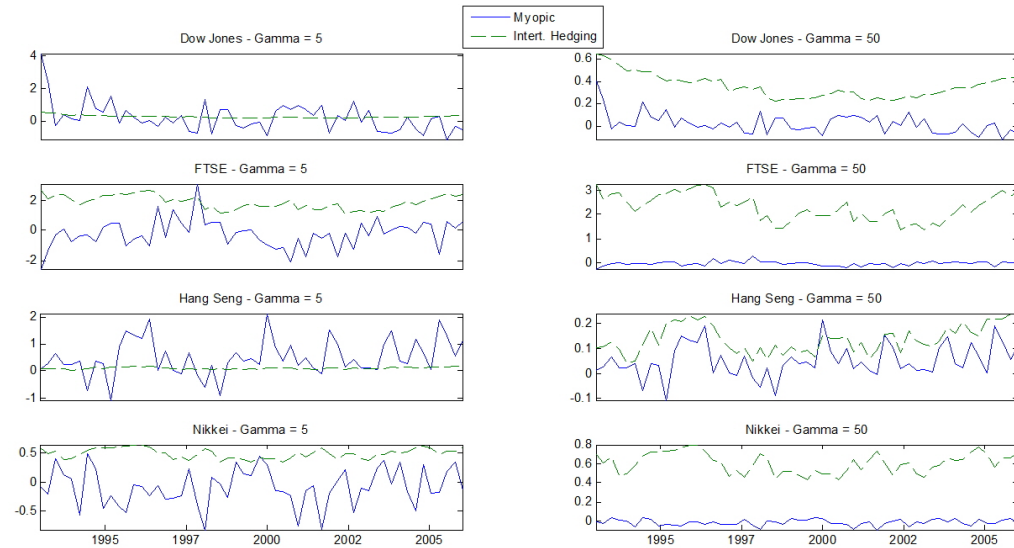 Myopic
Intert. Hedging
Dow Jones - Gamma = 5
4
2
0
Dow Jones - Gamma = 50
0.6
0.4
0.2
0
FTSE - Gamma = 5
2
0
-2
FTSE - Gamma = 50
3
2
1
0
Hang Seng - Gamma = 5
2
1
0
-1
Hang Seng - Gamma = 50
0.2
0.1
0
-0.1
Nikkei - Gamma = 5
0.5
0
-0.5
1995 1997 2000 2002 2005
Nikkei - Gamma = 50
0.8
0.6
0.4
0.2
0
1995 1997 2000 2002 2005